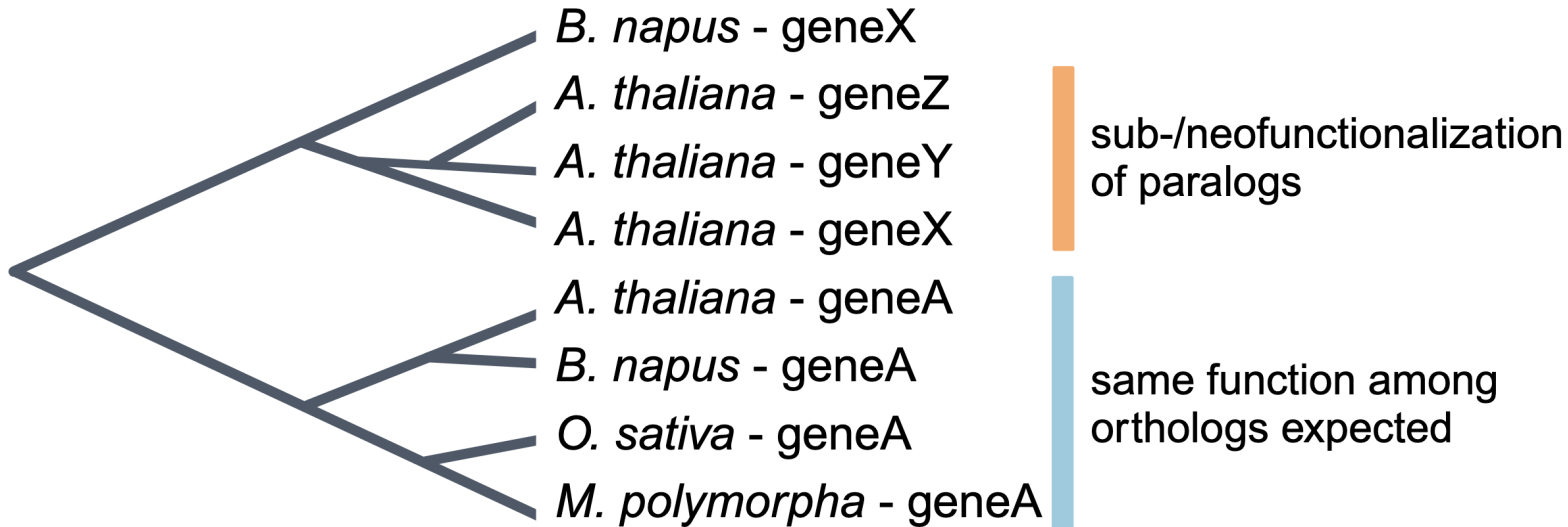 B. napus - geneX
A. thaliana - geneZ
A. thaliana - geneY
A. thaliana - geneX
sub-/neofunctionalization
of paralogs
A. thaliana - geneA
B. napus - geneA
O. sativa - geneA
M. polymorpha - geneA
same function among
orthologs expected